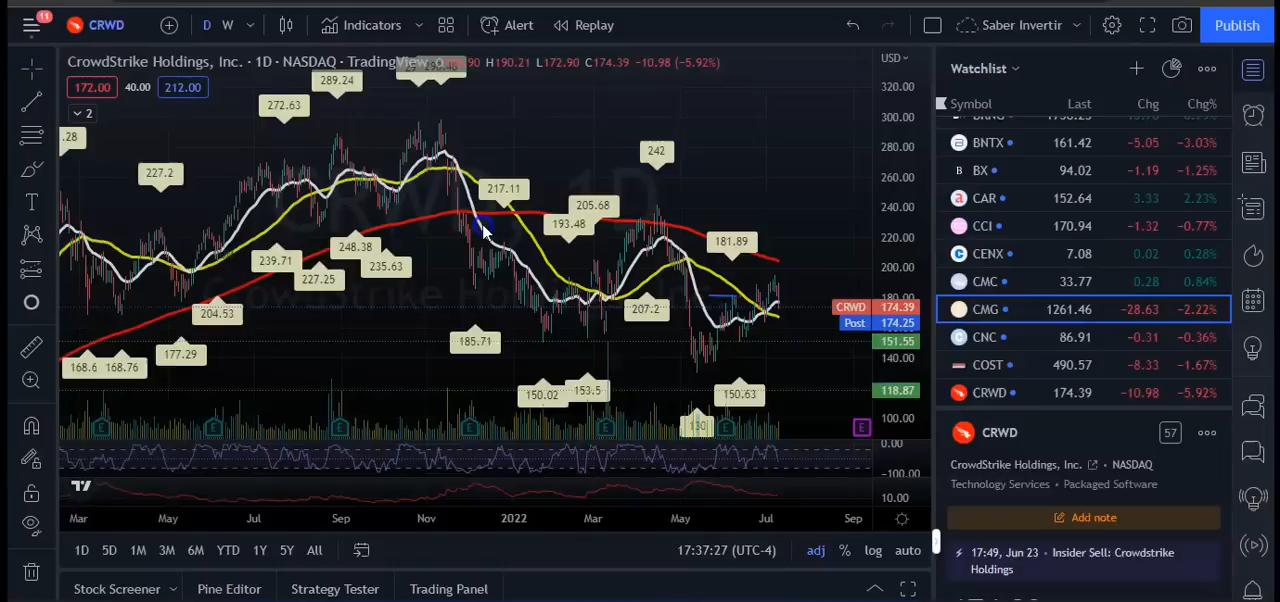 11
CRWD
D W
Indicators
Alert
Replay
Saber Invertir
Publish
CrowdStrike Holdings, Inc. · 1D · NASDAQ · TradingView
H190.21 L172.90 C174.39 -10.98 (-5.92%)
172.00 40.00 212.00
2
USD
320.00
300.00
280.00
260.00
240.00
220.00
200.00
180.00
140.00
100.00
0.00
-100.00
10.00
.28
227.2
272.63
289.24
217.11
193.48
205.68
242
181.89
239.71
227.25
248.38
235.63
204.53
177.29
168.6
168.76
185.71
150.02
153.5
207.2
130
150.63
CRWD 174.39
Post 174.25
151.55
118.87
E E E E E E E
Mar May Jul Sep Nov 2022 Mar May Jul Sep
1D 5D 1M 3M 6M YTD 1Y 5Y All
17:37:27 (UTC-4)
adj % log auto
Stock Screener
Pine Editor
Strategy Tester
Trading Panel
Watchlist
Symbol Last Chg Chg%
BNTX 161.42 -5.05 -3.03%
B BX 94.02 -1.19 -1.25%
CAR 152.64 3.33 2.23%
CCI 170.94 -1.32 -0.77%
CENX 7.08 0.02 0.28%
CMC 33.77 0.28 0.84%
CMG 1261.46 -28.63 -2.22%
CNC 86.91 -0.31 -0.36%
COST 490.57 -8.33 -1.67%
CRWD 174.39 -10.98 -5.92%
CRWD
57
CrowdStrike Holdings, Inc. · NASDAQ
Technology Services · Packaged Software
Add note
17:49, Jun 23 · Insider Sell: Crowdstrike
Holdings